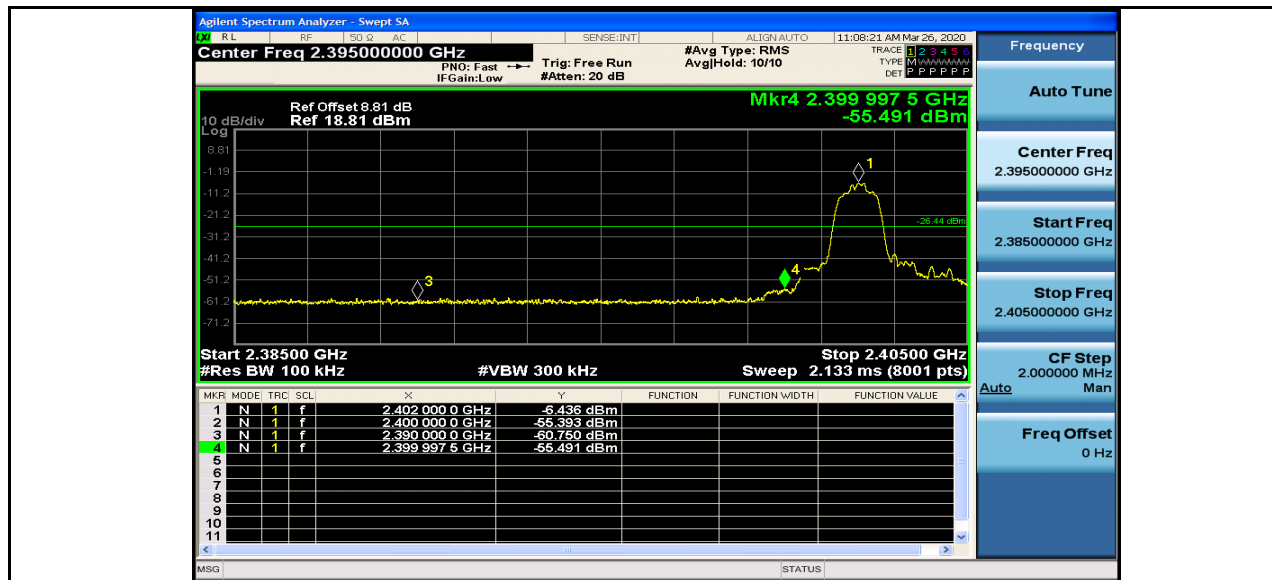 Agilent Spectrum Analyzer - Swept SA
LXI RL RF 50 Ω AC SENSE:INT ALIGN AUTO 11:08:21 AM Mar 26, 2020
Center Freq 2.395000000 GHz
PNO: Fast
IFGain:Low
Trig: Free Run
#Atten: 20 dB
#Avg Type: RMS
Avg|Hold: 10/10
TRACE 1 2 3 4 5 6
TYPE M W W W W W
DET P P P P P P
Mkr4 2.399 997 5 GHz
-55.491 dBm
Ref Offset 8.81 dB
10 dB/div Ref 18.81 dBm
Log
8.81
-1.19
-11.2
-21.2
-31.2
-41.2
-51.2
-61.2
-71.2
1
-26.44 dBm
4
3
Start 2.38500 GHz Stop 2.40500 GHz
#Res BW 100 kHz #VBW 300 kHz Sweep 2.133 ms (8001 pts)
MKR MODE TRC SCL X Y FUNCTION FUNCTION WIDTH FUNCTION VALUE
1 N 1 f 2.402 000 0 GHz -6.436 dBm
2 N 1 f 2.400 000 0 GHz -55.393 dBm
3 N 1 f 2.390 000 0 GHz -60.750 dBm
4 N 1 f 2.399 997 5 GHz -55.491 dBm
5
6
7
8
9
10
11
MSG STATUS
Frequency
Auto Tune
Center Freq
2.395000000 GHz
Start Freq
2.385000000 GHz
Stop Freq
2.405000000 GHz
CF Step
2.000000 MHz
Auto Man
Freq Offset
0 Hz